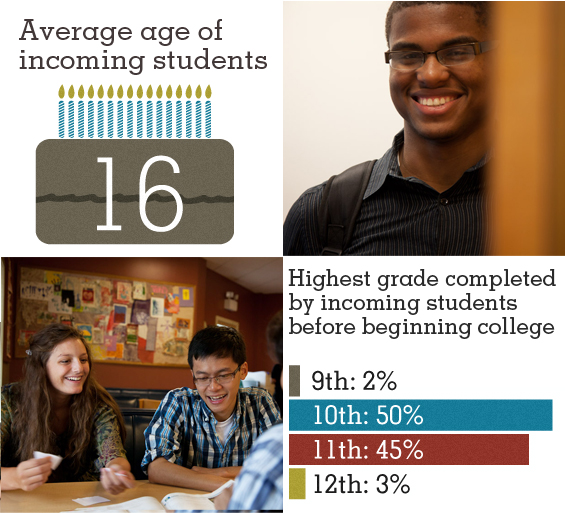 Average age of
incoming students
16
Highest grade completed
by incoming students
before beginning college
9th: 2%
10th: 50%
11th: 45%
12th: 3%